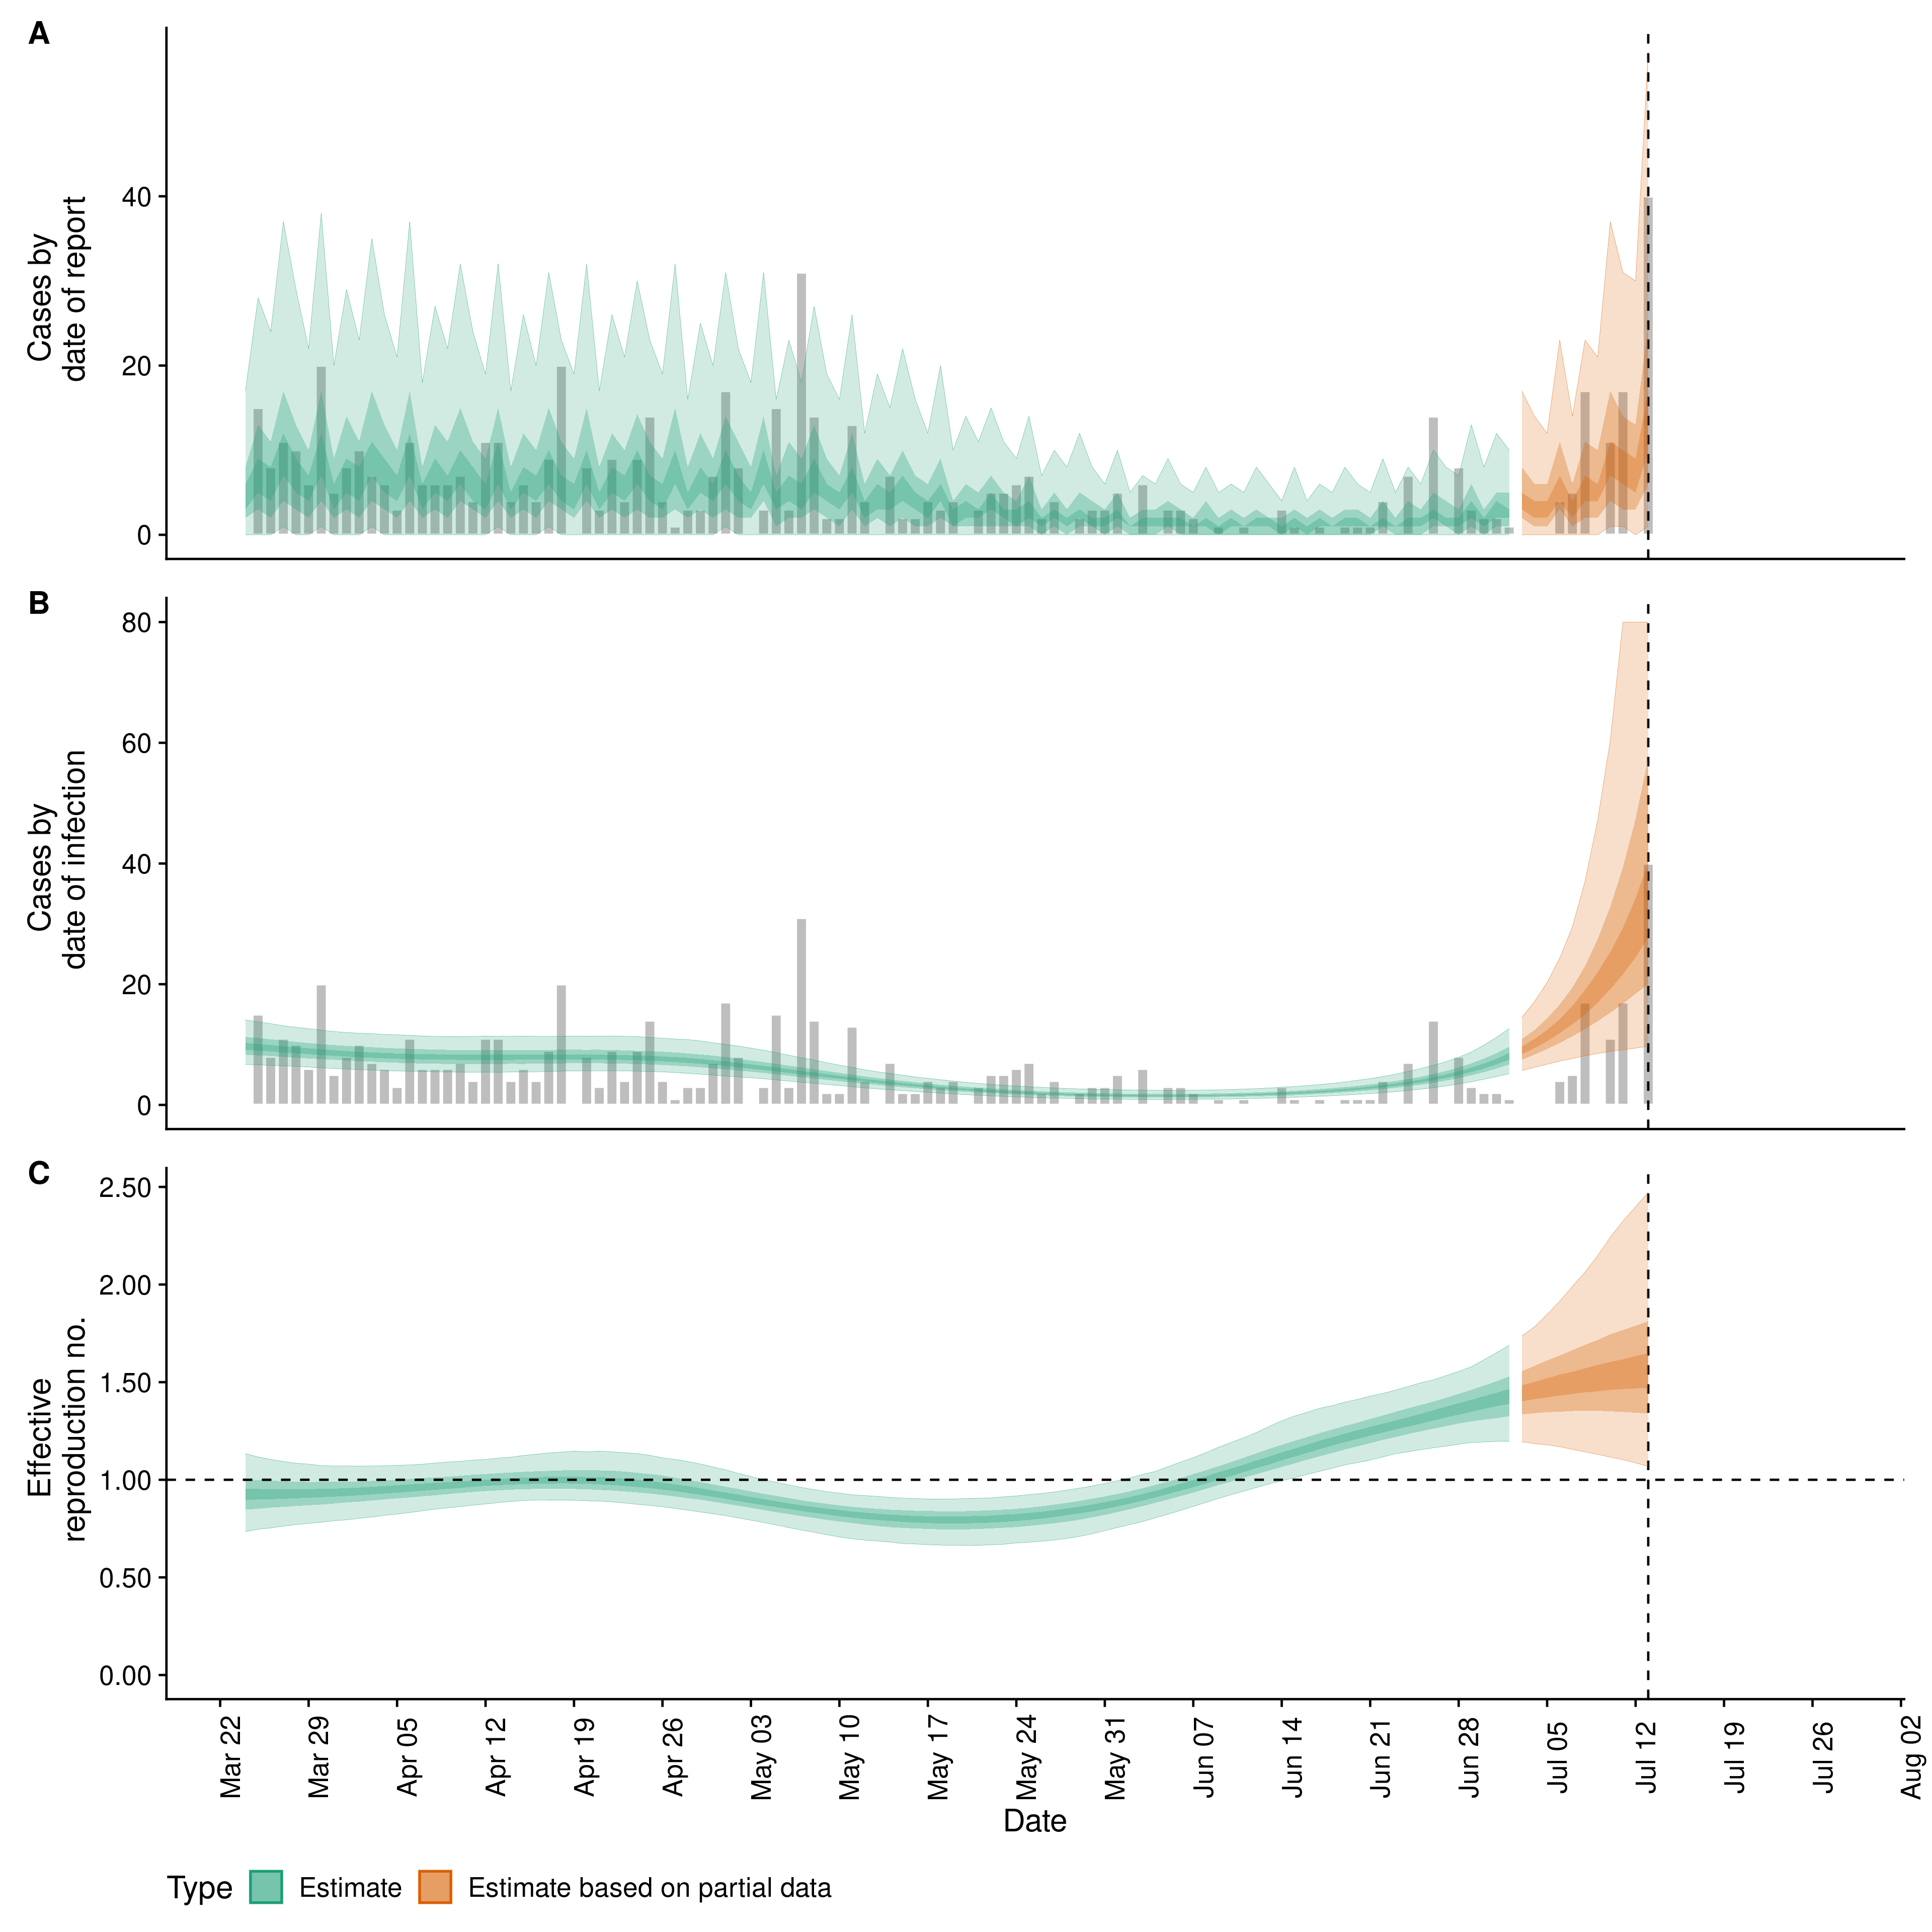 A
Cases by
date of report
40
20
0
B
Cases by
date of infection
80
60
40
20
0
C
Effective
reproduction no.
2.50
2.00
1.50
1.00
0.50
0.00
Mar 22
Mar 29
Apr 05
Apr 12
Apr 19
Apr 26
May 03
May 10
May 17
May 24
May 31
Jun 07
Jun 14
Jun 21
Jun 28
Jul 05
Jul 12
Jul 19
Jul 26
Aug 02
Date
Type Estimate Estimate based on partial data